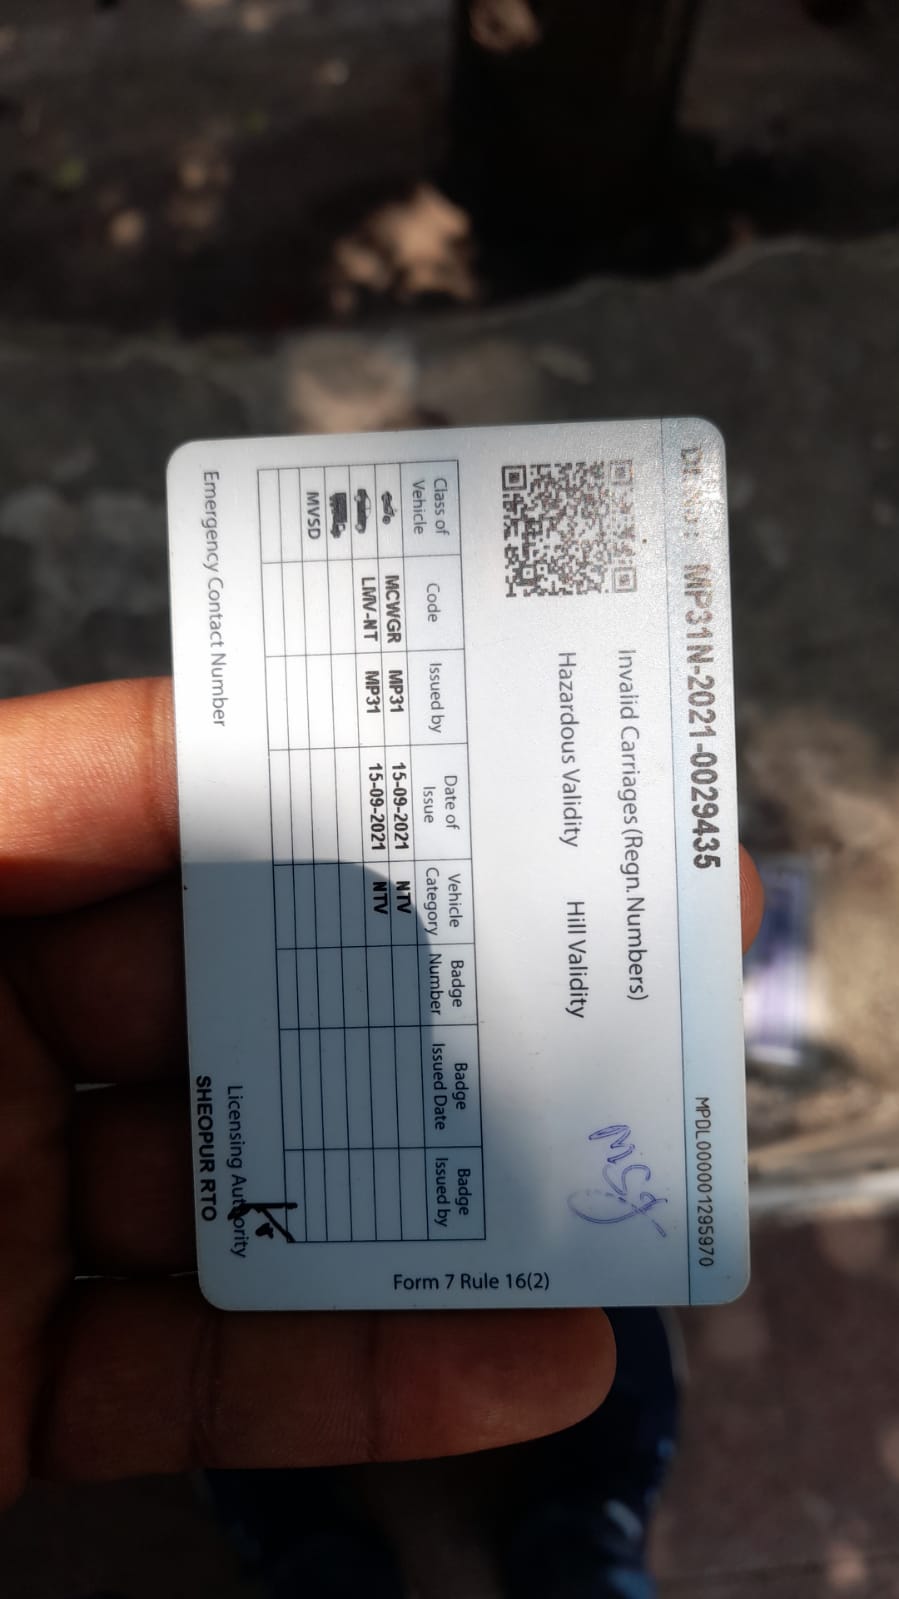 DL No : MP31N-2021-0029435 MPDL000001295970
Invalid Carriages (Regn. Numbers)
Hazardous Validity Hill Validity
Class of Vehicle Code Issued by Date of Issue Vehicle Category Badge Number Badge Issued Date Badge Issued by
MCWGR MP31 15-09-2021 NTV
LMV-NT MP31 15-09-2021 NTV
MVSD
Form 7 Rule 16(2)
Emergency Contact Number
Licensing Authority
SHEOPUR RTO